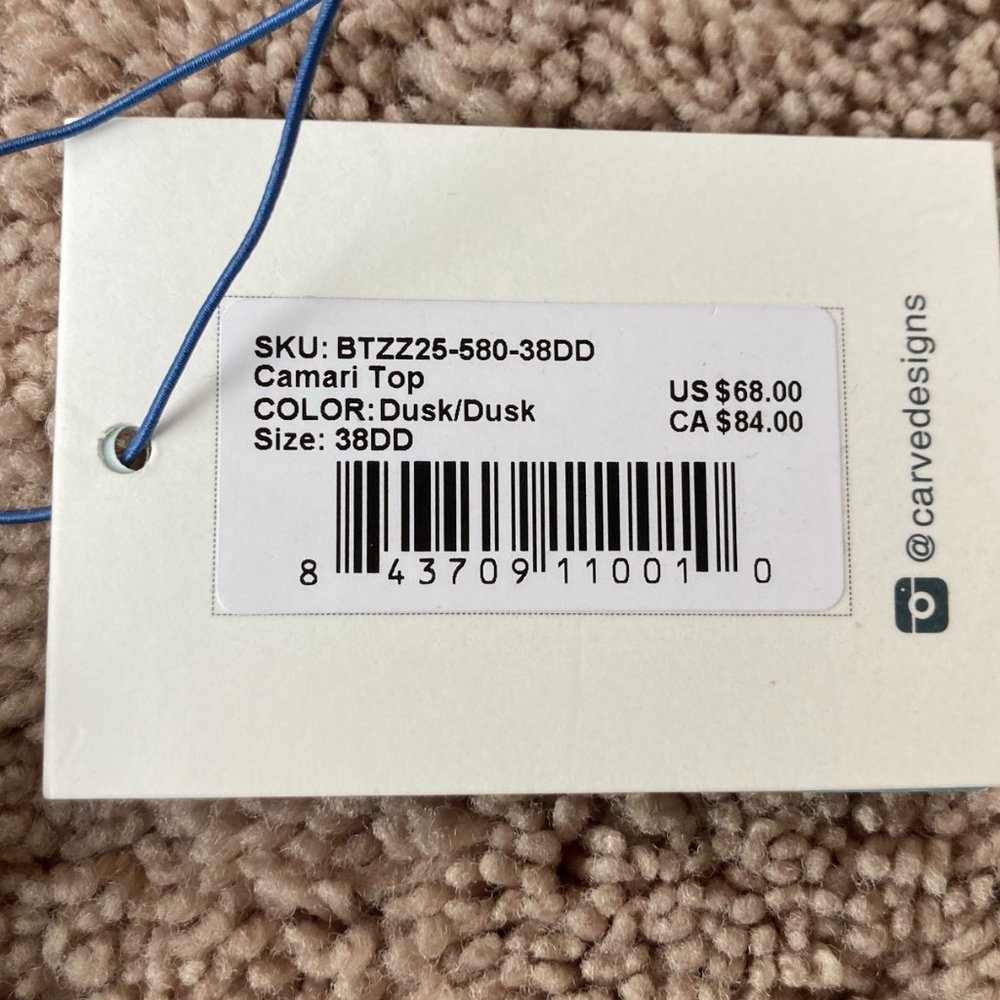 SKU: BTZZ25-580-38DD
Camari Top
COLOR: Dusk/Dusk
Size: 38DD
US $68.00
CA $84.00
8 43709 11001 0
@carvedesigns